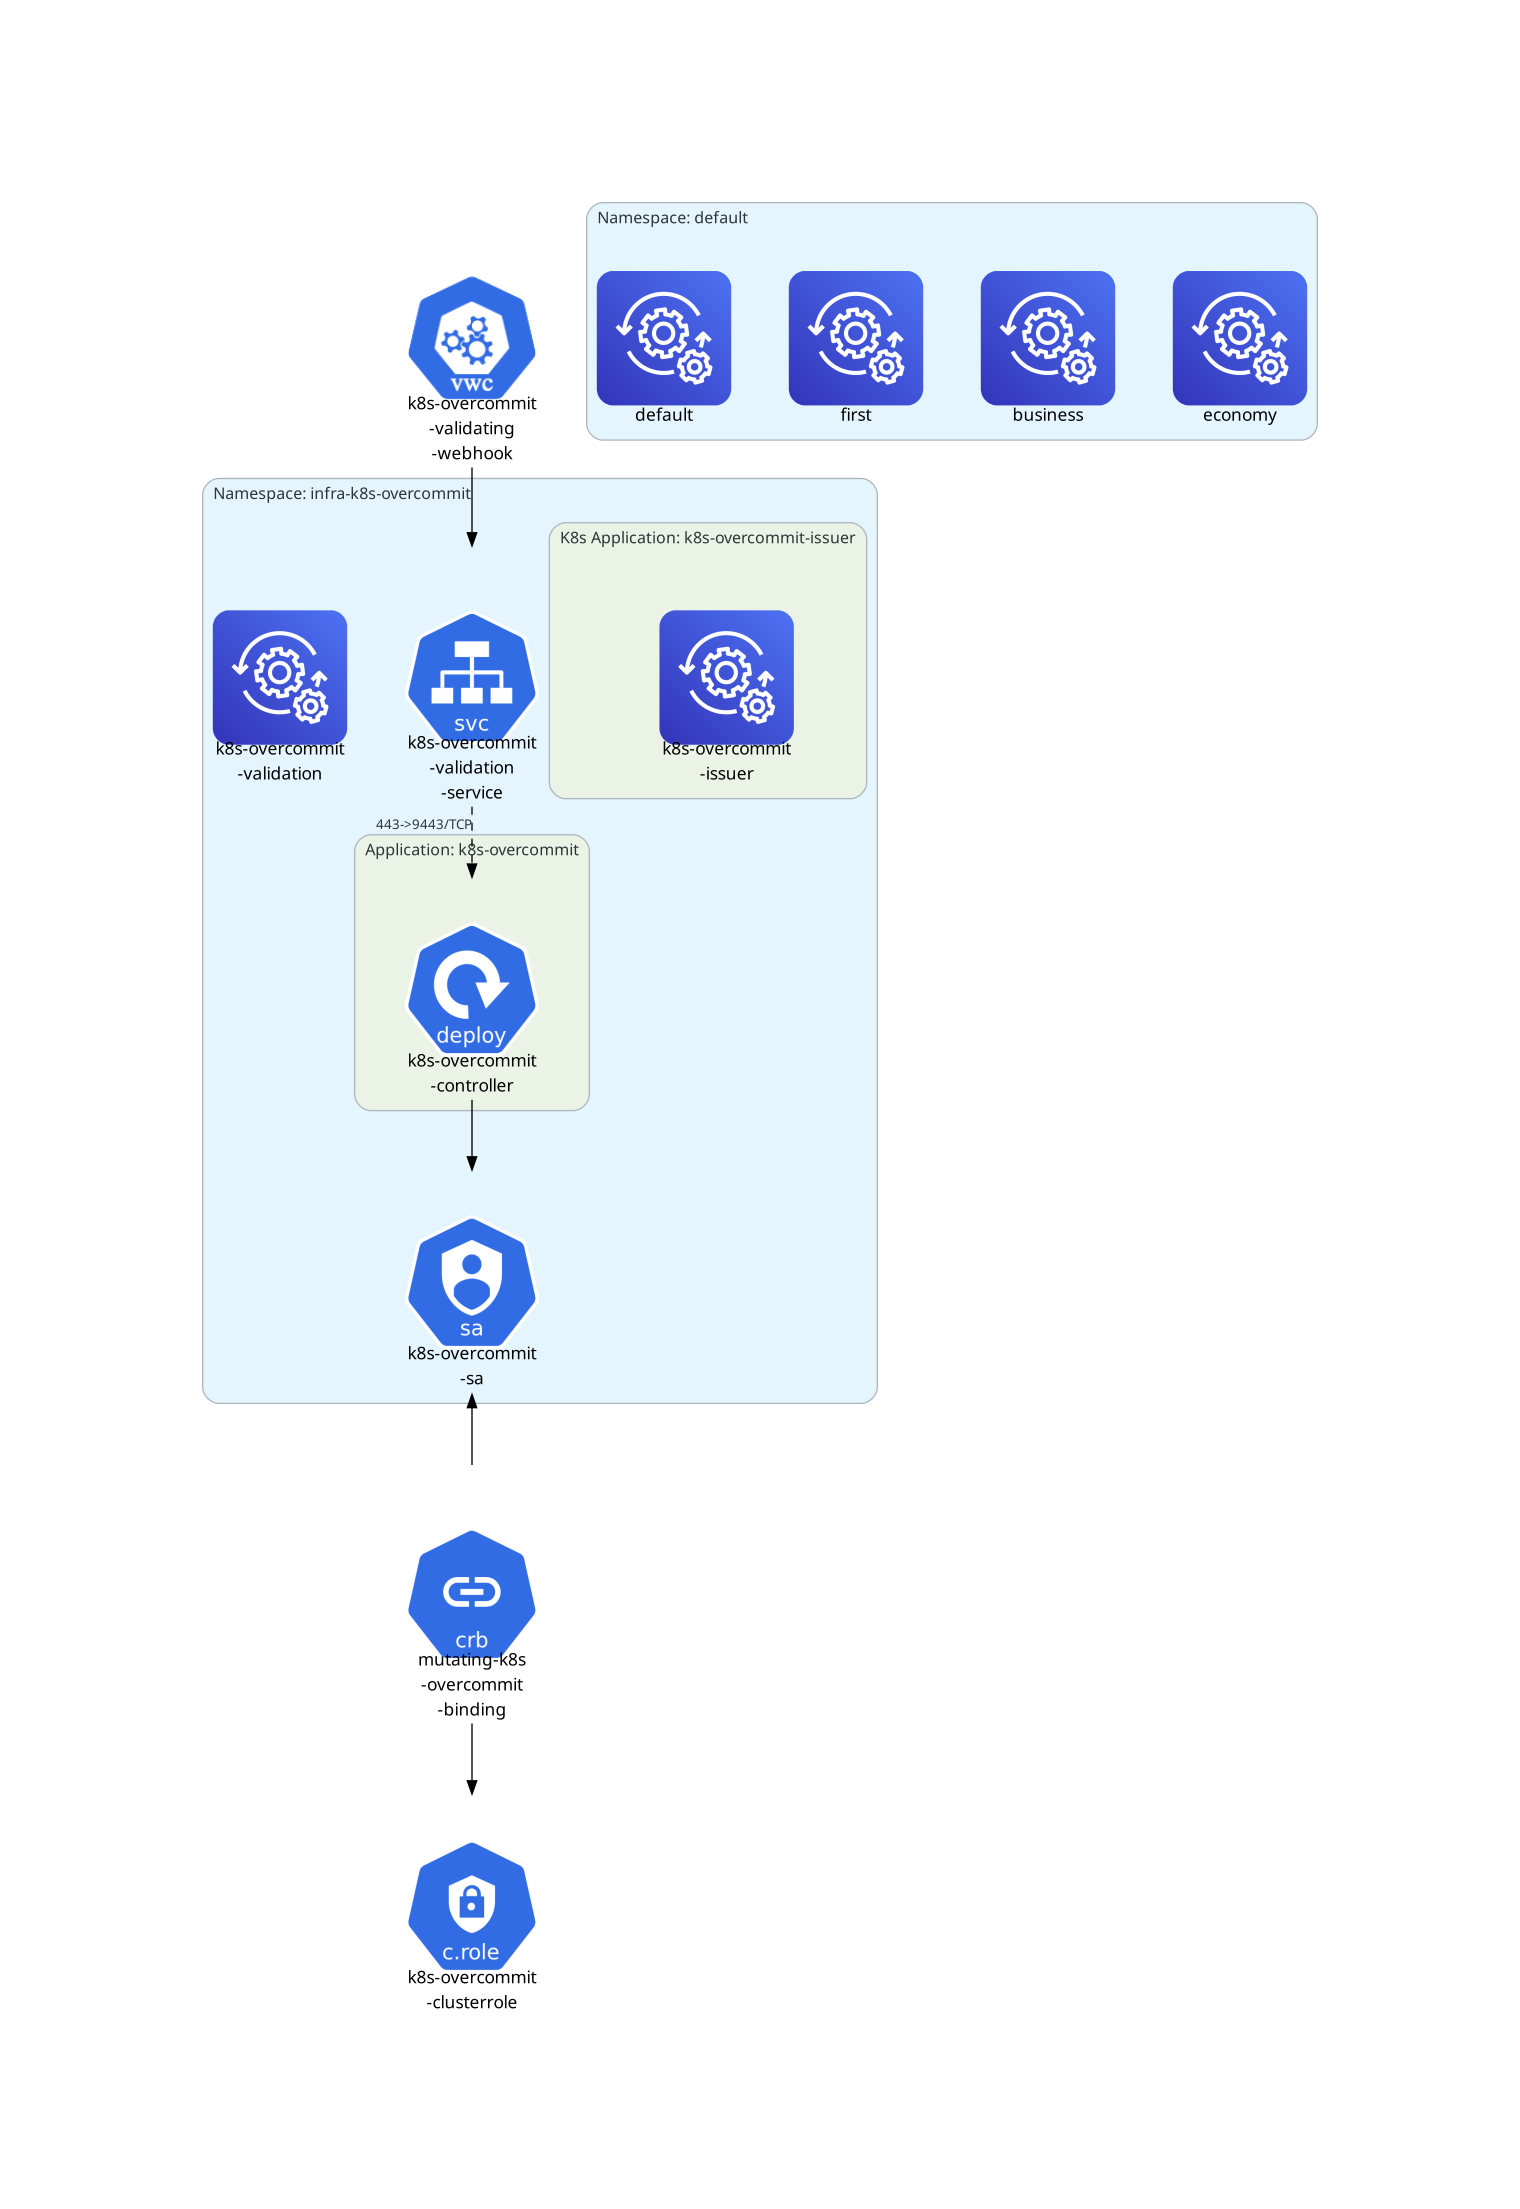 Namespace: default
default
first
business
economy
vwc
k8s-overcommit
-validating
-webhook
Namespace: infra-k8s-overcommit
K8s Application: k8s-overcommit-issuer
k8s-overcommit
-validation
svc
k8s-overcommit
-validation
-service
k8s-overcommit
-issuer
443->9443/TCP
Application: k8s-overcommit
deploy
k8s-overcommit
-controller
sa
k8s-overcommit
-sa
crb
mutating-k8s
-overcommit
-binding
c.role
k8s-overcommit
-clusterrole